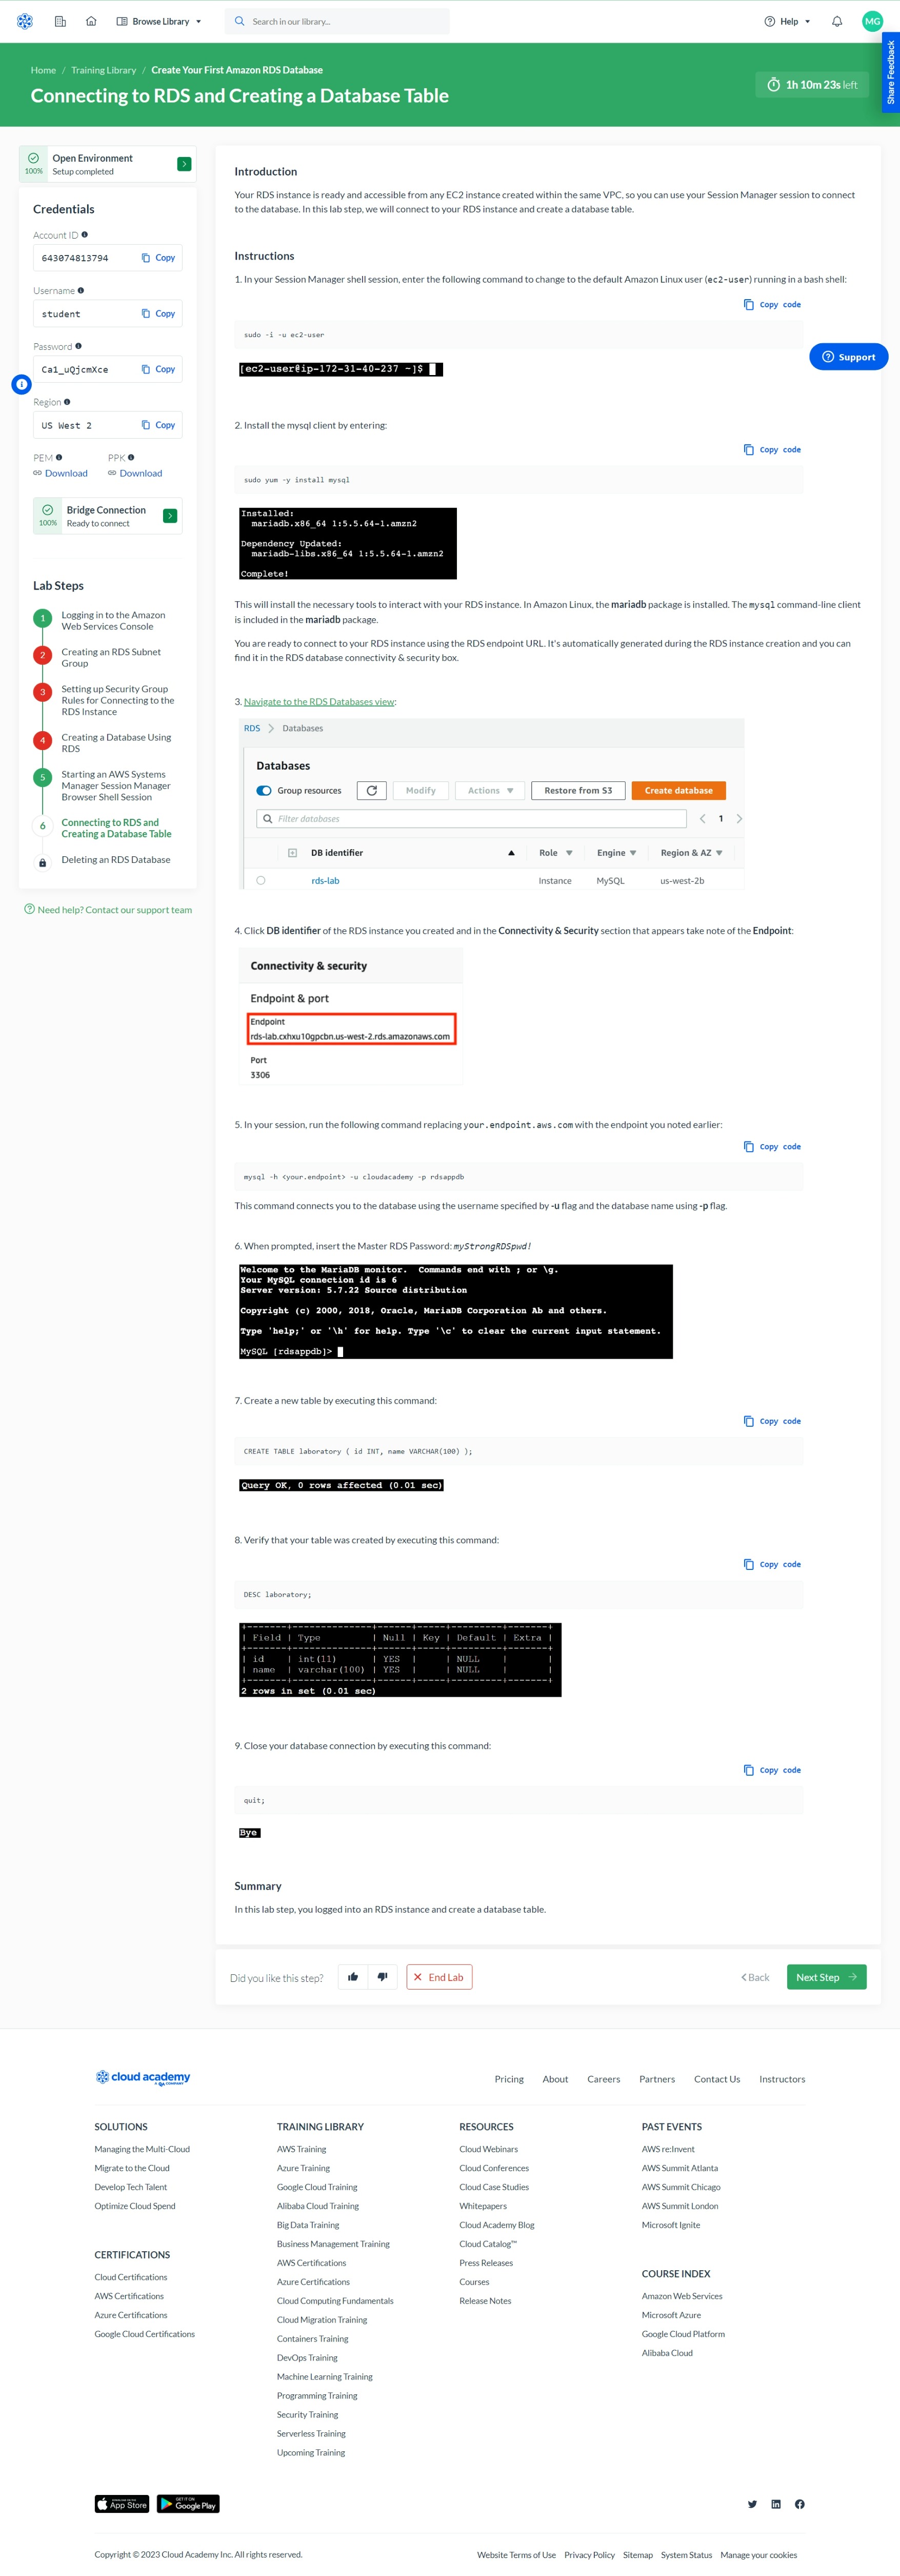 Browse Library
Search in our library...
Help
MG
Share Feedback
Home / Training Library / Create Your First Amazon RDS Database
Connecting to RDS and Creating a Database Table
1h 10m 23s left
100%
Open Environment
Setup completed
Credentials
Account ID
643074813794
Copy
Username
student
Copy
Password
Ca1_uQjcmXce
Copy
Region
US West 2
Copy
PEM
PPK
Download
Download
100%
Bridge Connection
Ready to connect
Lab Steps
1
Logging in to the Amazon
Web Services Console
2
Creating an RDS Subnet
Group
3
Setting up Security Group
Rules for Connecting to the
RDS Instance
4
Creating a Database Using
RDS
5
Starting an AWS Systems
Manager Session Manager
Browser Shell Session
6
Connecting to RDS and
Creating a Database Table
Deleting an RDS Database
Need help? Contact our support team
Introduction
Your RDS instance is ready and accessible from any EC2 instance created within the same VPC, so you can use your Session Manager session to connect
to the database. In this lab step, we will connect to your RDS instance and create a database table.
Instructions
1. In your Session Manager shell session, enter the following command to change to the default Amazon Linux user (ec2-user) running in a bash shell:
Copy code
sudo -i -u ec2-user
[ec2-user@ip-172-31-40-237 ~]$
Support
2. Install the mysql client by entering:
Copy code
sudo yum -y install mysql
Installed:
mariadb.x86_64 1:5.5.64-1.amzn2
Dependency Updated:
mariadb-libs.x86_64 1:5.5.64-1.amzn2
Complete!
This will install the necessary tools to interact with your RDS instance. In Amazon Linux, the mariadb package is installed. The mysql command-line client
is included in the mariadb package.
You are ready to connect to your RDS instance using the RDS endpoint URL. It's automatically generated during the RDS instance creation and you can
find it in the RDS database connectivity & security box.
3. Navigate to the RDS Databases view:
RDS > Databases
Databases
Group resources
Modify
Actions
Restore from S3
Create database
Filter databases
1
DB identifier
Role
Engine
Region & AZ
rds-lab
Instance
MySQL
us-west-2b
4. Click DB identifier of the RDS instance you created and in the Connectivity & Security section that appears take note of the Endpoint:
Connectivity & security
Endpoint & port
Endpoint
rds-lab.cxhxu10gpcbn.us-west-2.rds.amazonaws.com
Port
3306
5. In your session, run the following command replacing your.endpoint.aws.com with the endpoint you noted earlier:
Copy code
mysql -h <your.endpoint> -u cloudacademy -p rdsappdb
This command connects you to the database using the username specified by -u flag and the database name using -p flag.
6. When prompted, insert the Master RDS Password: myStrongRDSpwd!
Welcome to the MariaDB monitor.  Commands end with ; or \g.
Your MySQL connection id is 6
Server version: 5.7.22 Source distribution
Copyright (c) 2000, 2018, Oracle, MariaDB Corporation Ab and others.
Type 'help;' or '\h' for help. Type '\c' to clear the current input statement.
MySQL [rdsappdb]>
7. Create a new table by executing this command:
Copy code
CREATE TABLE laboratory ( id INT, name VARCHAR(100) );
Query OK, 0 rows affected (0.01 sec)
8. Verify that your table was created by executing this command:
Copy code
DESC laboratory;
| Field | Type | Null | Key | Default | Extra |
| id | int(11) | YES | | NULL | |
| name | varchar(100) | YES | | NULL | |
2 rows in set (0.01 sec)
9. Close your database connection by executing this command:
Copy code
quit;
Bye
Summary
In this lab step, you logged into an RDS instance and create a database table.
Did you like this step?
End Lab
Back
Next Step
cloud academy
A QA COMPANY
Pricing
About
Careers
Partners
Contact Us
Instructors
SOLUTIONS
Managing the Multi-Cloud
Migrate to the Cloud
Develop Tech Talent
Optimize Cloud Spend
CERTIFICATIONS
Cloud Certifications
AWS Certifications
Azure Certifications
Google Cloud Certifications
TRAINING LIBRARY
AWS Training
Azure Training
Google Cloud Training
Alibaba Cloud Training
Big Data Training
Business Management Training
AWS Certifications
Azure Certifications
Cloud Computing Fundamentals
Cloud Migration Training
Containers Training
DevOps Training
Machine Learning Training
Programming Training
Security Training
Serverless Training
Upcoming Training
RESOURCES
Cloud Webinars
Cloud Conferences
Cloud Case Studies
Whitepapers
Cloud Academy Blog
Cloud Catalog™
Press Releases
Courses
Release Notes
PAST EVENTS
AWS re:Invent
AWS Summit Atlanta
AWS Summit Chicago
AWS Summit London
Microsoft Ignite
COURSE INDEX
Amazon Web Services
Microsoft Azure
Google Cloud Platform
Alibaba Cloud
Download on the
App Store
GET IT ON
Google Play
Copyright © 2023 Cloud Academy Inc. All rights reserved.
Website Terms of Use
Privacy Policy
Sitemap
System Status
Manage your cookies